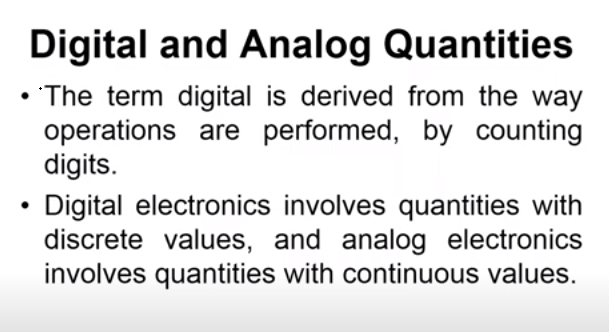 Digital and Analog Quantities
• The term digital is derived from the way
operations are performed, by counting
digits.
• Digital electronics involves quantities with
discrete values, and analog electronics
involves quantities with continuous values.